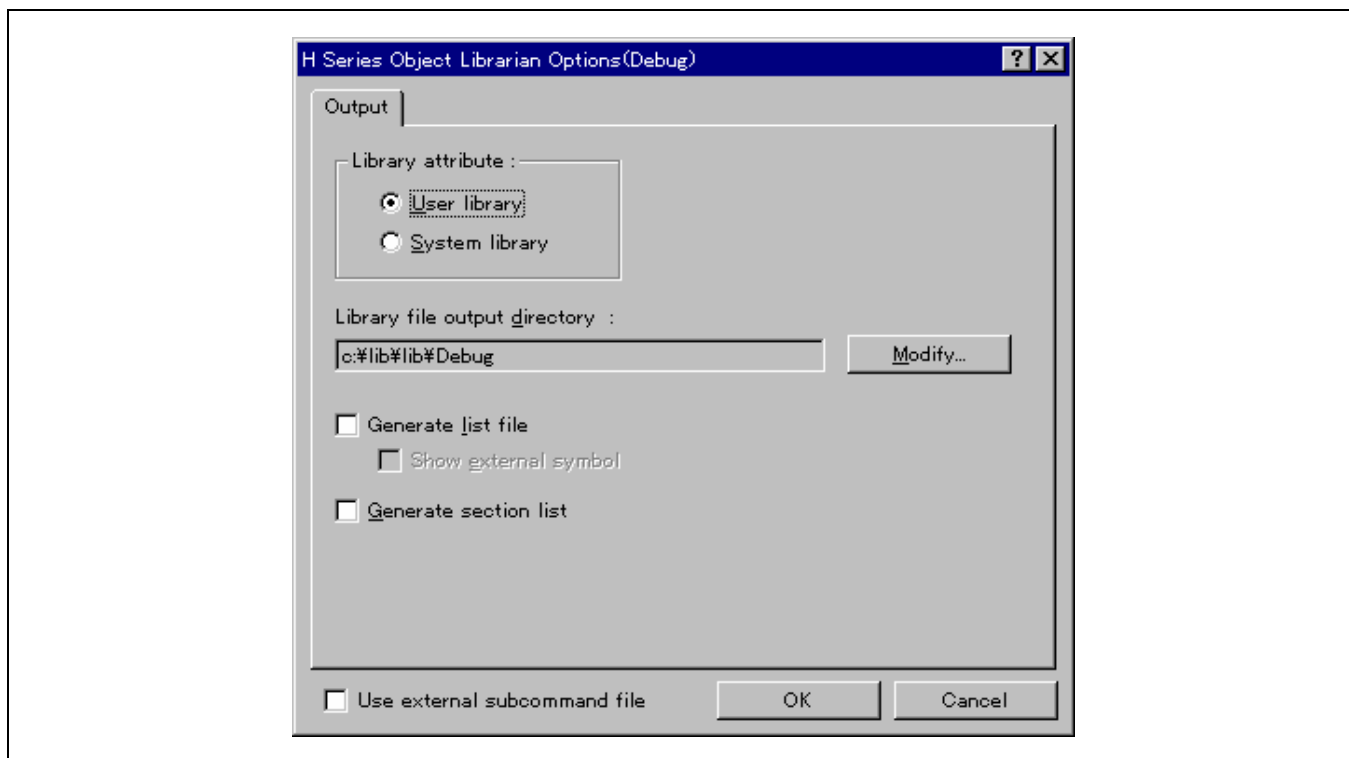 H Series Object Librarian Options(Debug)
Output
Library attribute :
User library
System library
Library file output directory :
c:¥lib¥lib¥Debug
Modify...
Generate list file
Show external symbol
Generate section list
Use external subcommand file
OK
Cancel